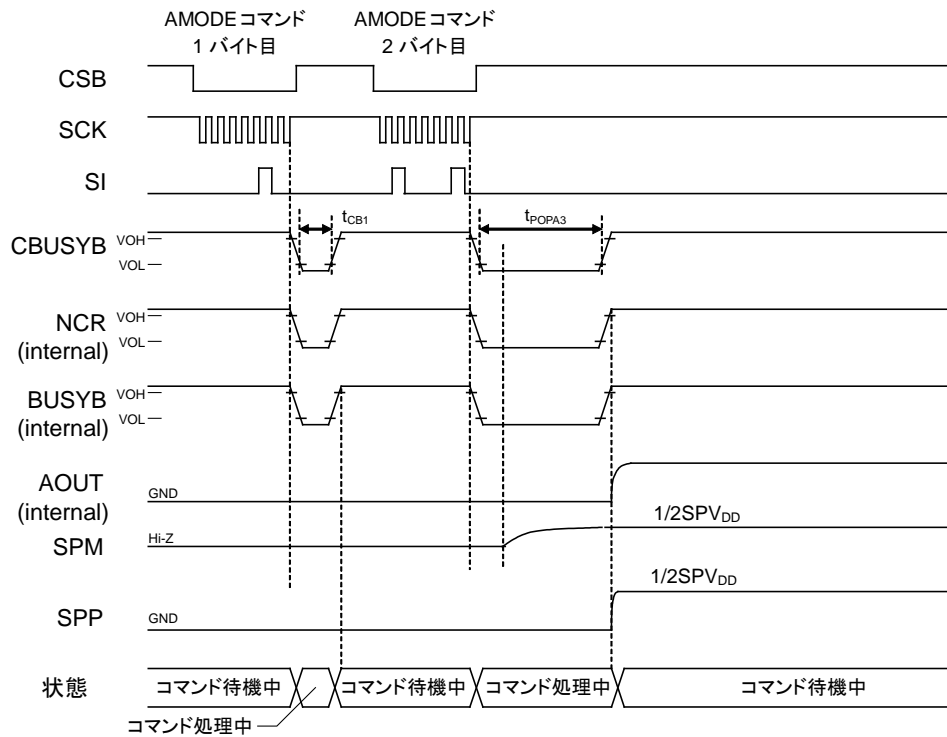 AMODEコマンド
1 バイト目
AMODEコマンド
2 バイト目
CSB
SCK
SI
tCB1
tPOPA3
CBUSYB
VOH
VOL
NCR
(internal)
VOH
VOL
BUSYB
(internal)
VOH
VOL
AOUT
(internal)
GND
SPM
Hi-Z
1/2SPVDD
SPP
GND
1/2SPVDD
状態
コマンド待機中
コマンド待機中
コマンド処理中
コマンド待機中
コマンド処理中